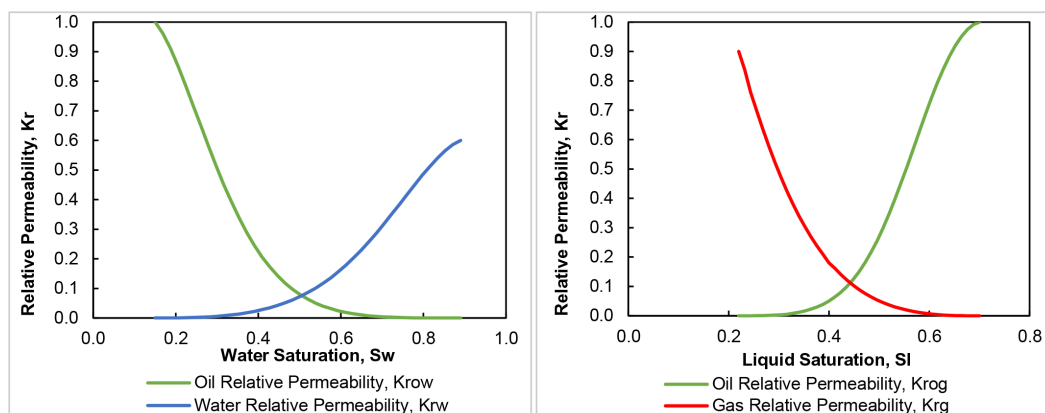 Relative Permeability, Kr
1.0
0.9
0.8
0.7
0.6
0.5
0.4
0.3
0.2
0.1
0.0
0.0 0.2 0.4 0.6 0.8 1.0
Water Saturation, Sw
Oil Relative Permeability, Krow
Water Relative Permeability, Krw
Relative Permeability, Kr
1.0
0.9
0.8
0.7
0.6
0.5
0.4
0.3
0.2
0.1
0.0
0.0 0.2 0.4 0.6 0.8
Liquid Saturation, Sl
Oil Relative Permeability, Krog
Gas Relative Permeability, Krg